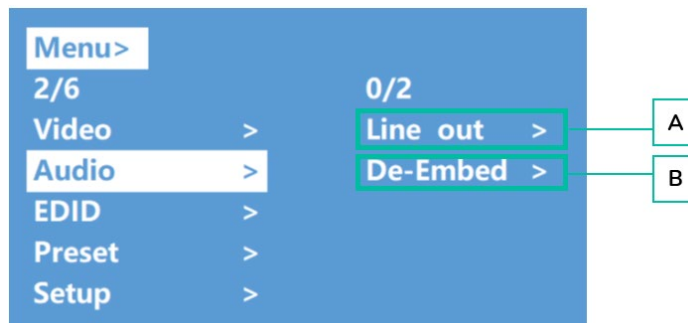 Menu>
2/6 0/2
Video > Line out >
Audio > De-Embed >
EDID >
Preset >
Setup >
A
B